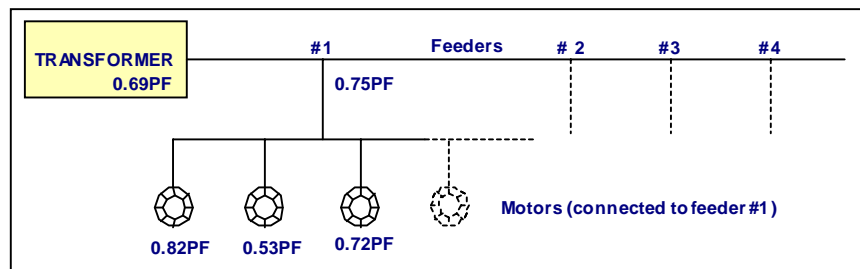 #1 Feeders # 2 #3 #4
TRANSFORMER
0.69PF 0.75PF
Motors (connected to feeder #1)
0.82PF 0.53PF 0.72PF